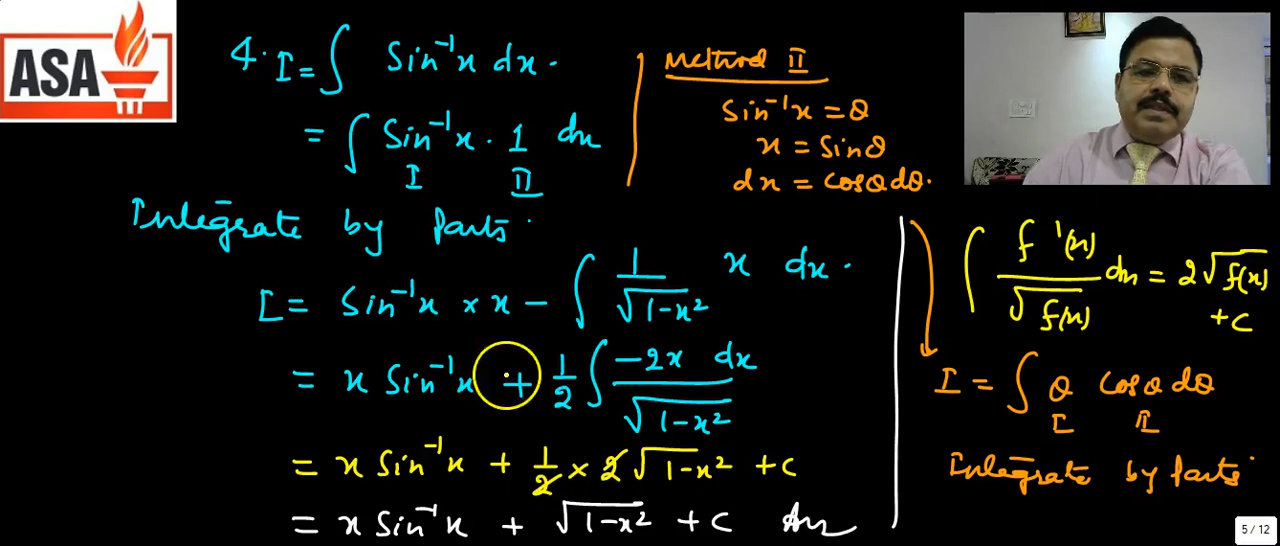 ASA
4. I = ∫ Sin⁻¹x dx.
= ∫ Sin⁻¹x · 1 dx
I II
Integrate by Parts.
I = Sin⁻¹x × x − ∫ 1/√(1−x²) x dx.
= x Sin⁻¹x + 1/2 ∫ −2x dx/√(1−x²)
= x Sin⁻¹x + 1/2 × 2√(1−x²) + c
= x Sin⁻¹x + √(1−x²) + c Ans
Method II
Sin⁻¹x = θ
x = Sinθ
dx = cosθ dθ.
∫ f'(x)/√f(x) dx = 2√f(x)
+c
I = ∫ θ cosθ dθ
I II
Integrate by Parts.
5 / 12